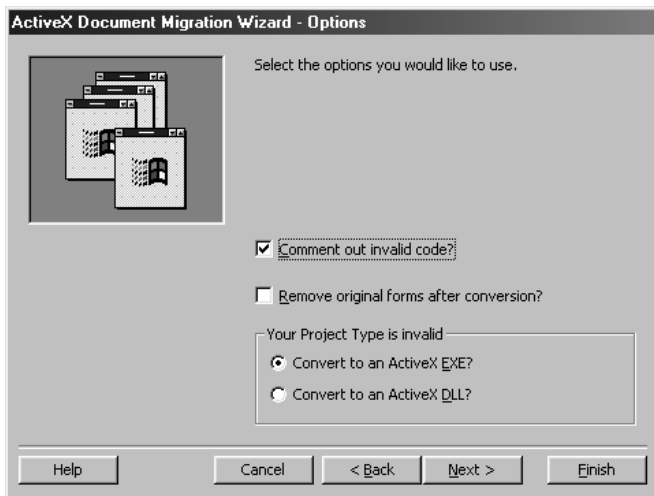 ActiveX Document Migration Wizard - Options
Select the options you would like to use.
Comment out invalid code?
Remove original forms after conversion?
Your Project Type is invalid
Convert to an ActiveX EXE?
Convert to an ActiveX DLL?
Help Cancel < Back Next > Finish